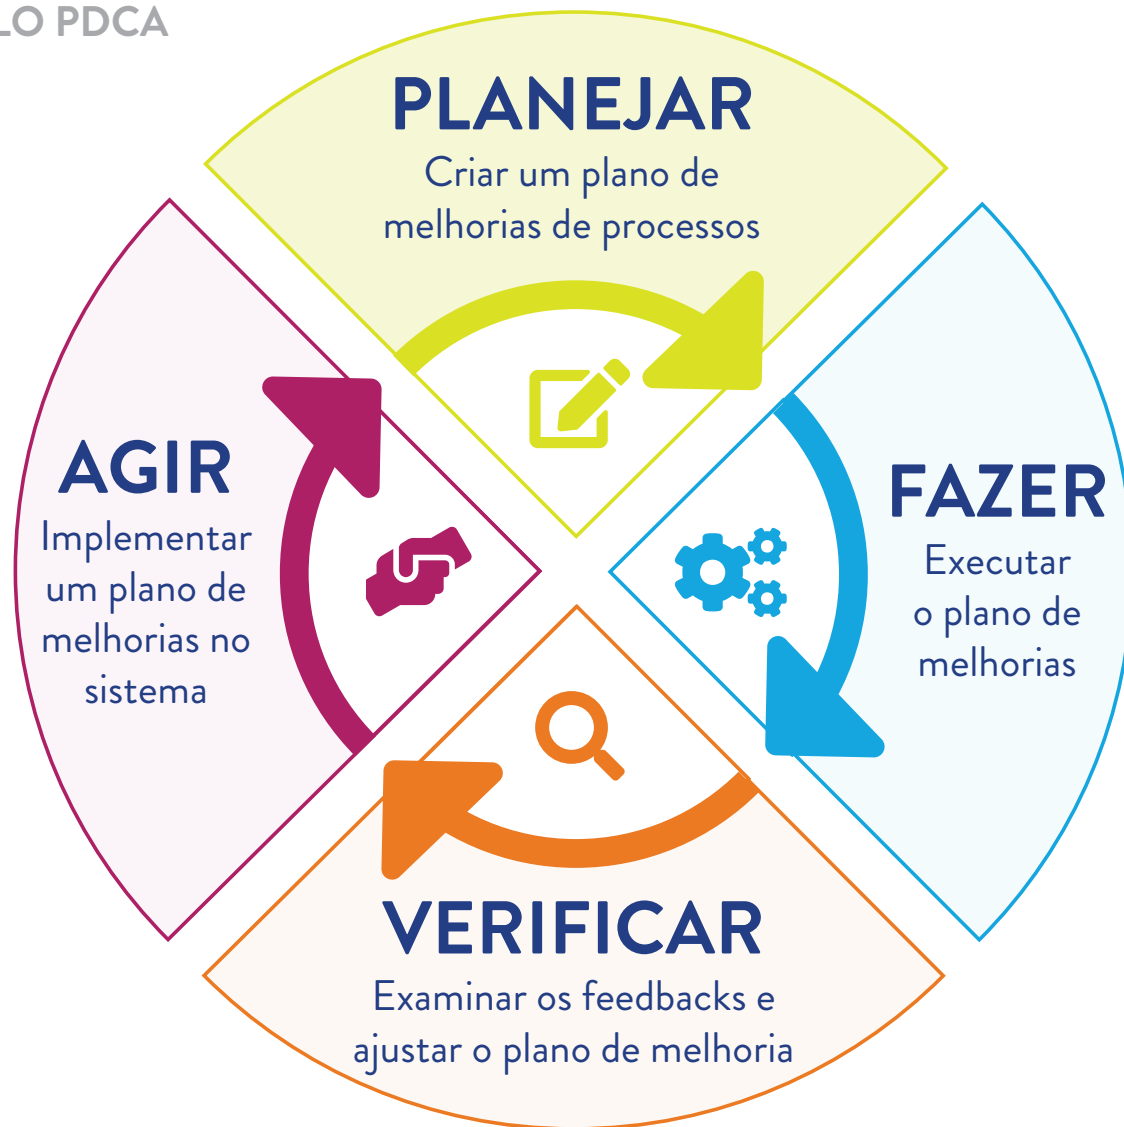 LO PDCA
PLANEJAR
Criar um plano de
melhorias de processos
FAZER
Executar
o plano de
melhorias
VERIFICAR
Examinar os feedbacks e
ajustar o plano de melhoria
AGIR
Implementar
um plano de
melhorias no
sistema